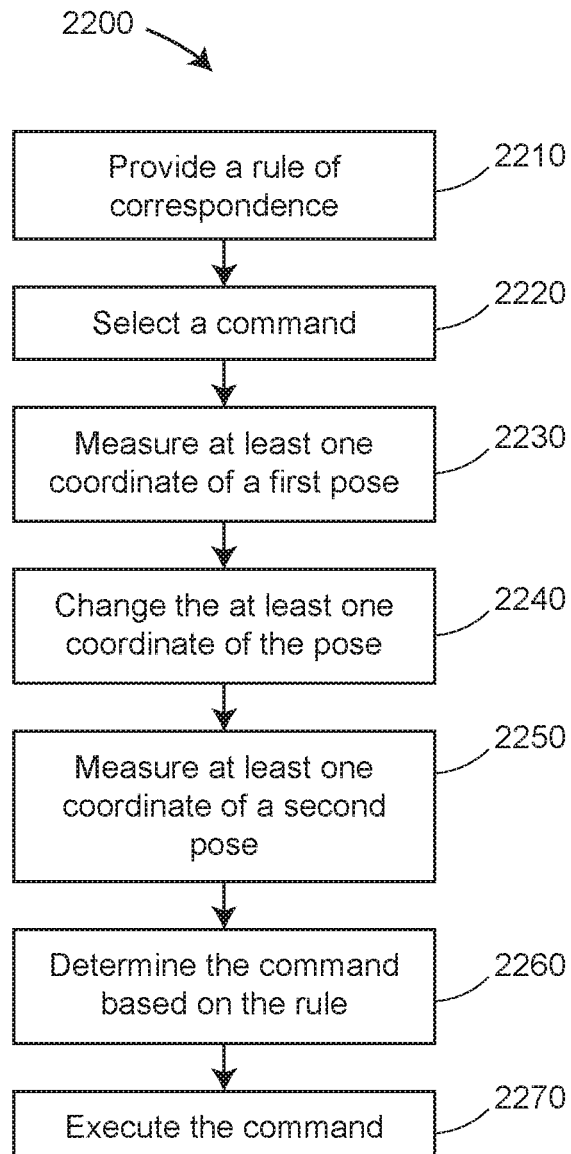 2200
Provide a rule of
correspondence
2210
Select a command
2220
Measure at least one
coordinate of a first pose
2230
Change the at least one
coordinate of the pose
2240
Measure at least one
coordinate of a second
pose
2250
Determine the command
based on the rule
2260
Execute the command
2270